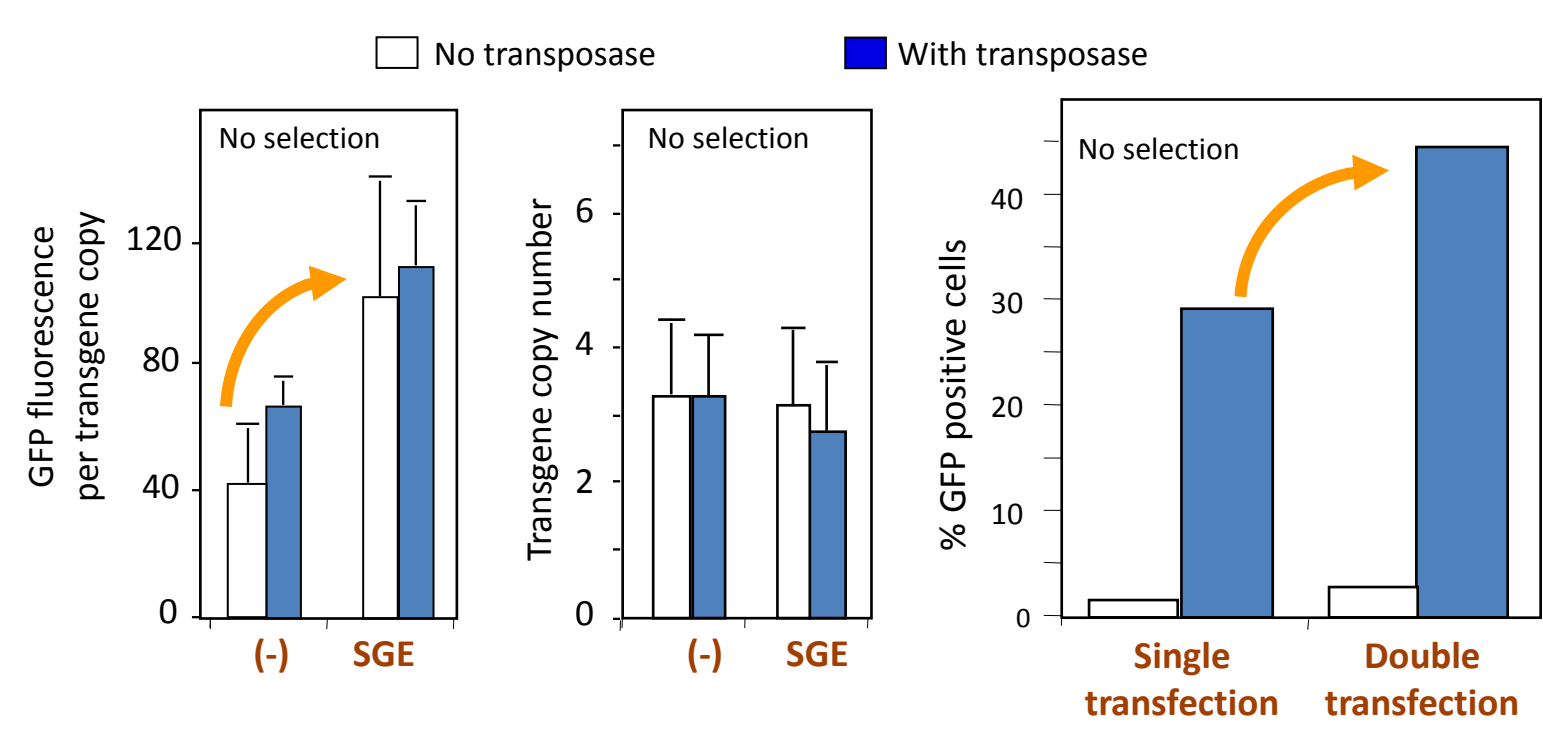 No transposase
With transposase
GFP fluorescence
per transgene copy
No selection
120
80
40
0
(-)
SGE
Transgene copy number
No selection
6
4
2
0
(-)
SGE
% GFP positive cells
No selection
40
30
20
10
0
Single
transfection
Double
transfection